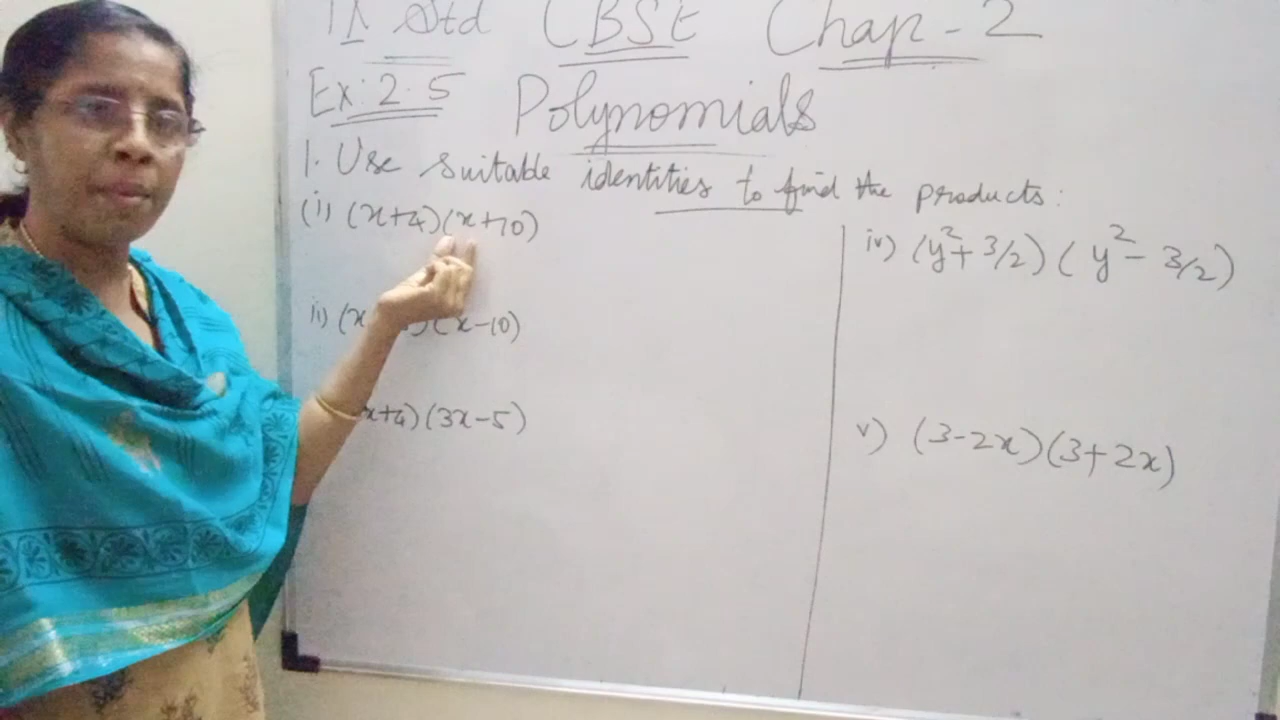 IX Std CBSE Chap-2
Ex: 2.5 Polynomials
1. Use suitable identities to find the products:
(i) (x+4)(x+10)
ii) (x (x-10)
x+4)(3x-5)
iv) (y²+3/2)(y²-3/2)
v) (3-2x)(3+2x)